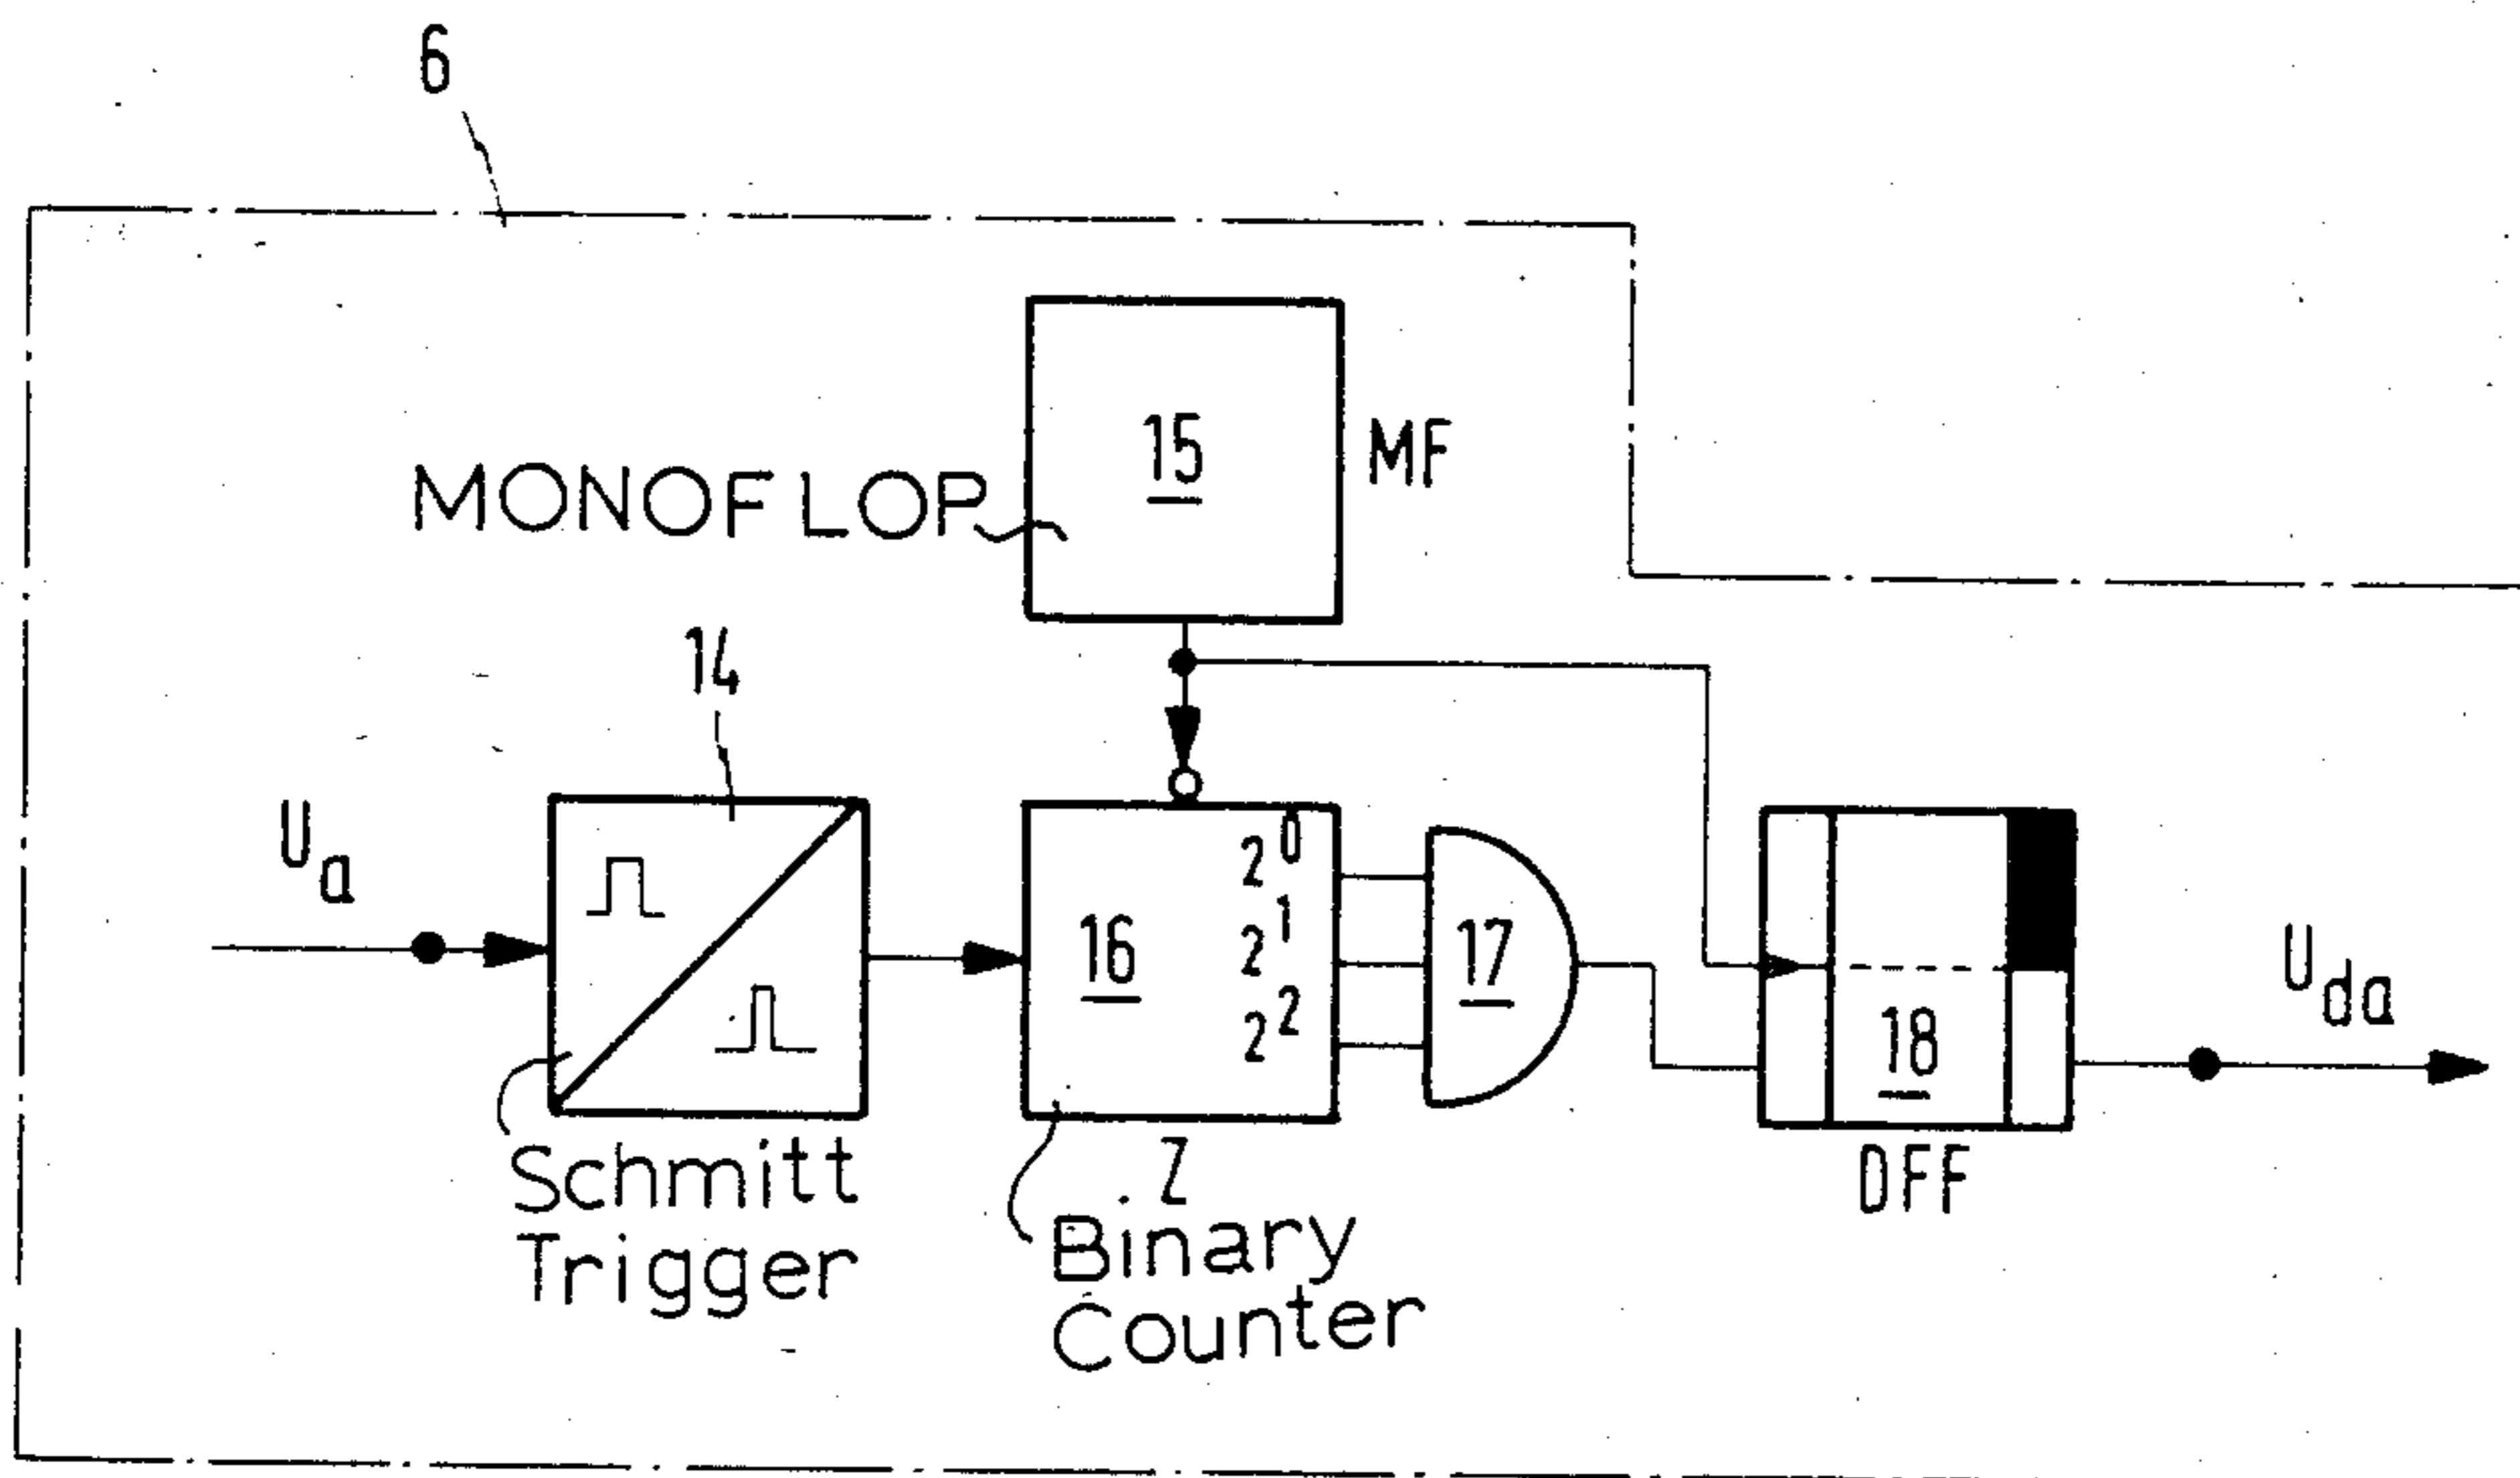 6
15
MF
MONOFLOP
14
U_a
16
2^0
2^1
2^2
17
18
U_da
Schmitt
Trigger
Z
Binary
Counter
DFF